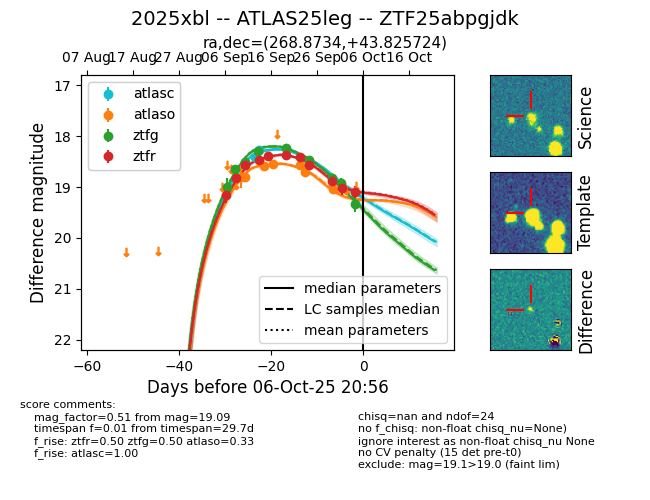 2025xbl -- ATLAS25leg -- ZTF25abpgjdk
ra,dec=(268.8734,+43.825724)
07 Aug 17 Aug 27 Aug 06 Sep 16 Sep 26 Sep 06 Oct 16 Oct
17
18
19
20
21
22
Difference magnitude
atlasc
atlaso
ztfg
ztfr
median parameters
LC samples median
mean parameters
−60
−40
−20
0
Days before 06-Oct-25 20:56
Science
Template
Difference
score comments:
mag_factor=0.51 from mag=19.09
timespan f=0.01 from timespan=29.7d
f_rise: ztfr=0.50 ztfg=0.50 atlaso=0.33
f_rise: atlasc=1.00
chisq=nan and ndof=24
no f_chisq: non-float chisq_nu=None)
ignore interest as non-float chisq_nu None
no CV penalty (15 det pre-t0)
exclude: mag=19.1>19.0 (faint lim)